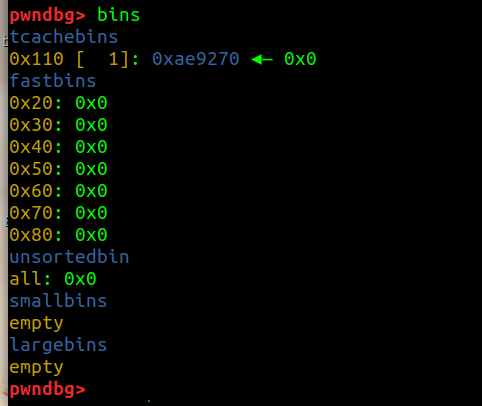 pwndbg> bins
tcachebins
0x110 [  1]: 0xae9270 ◂— 0x0
fastbins
0x20: 0x0
0x30: 0x0
0x40: 0x0
0x50: 0x0
0x60: 0x0
0x70: 0x0
0x80: 0x0
unsortedbin
all: 0x0
smallbins
empty
largebins
empty
pwndbg>